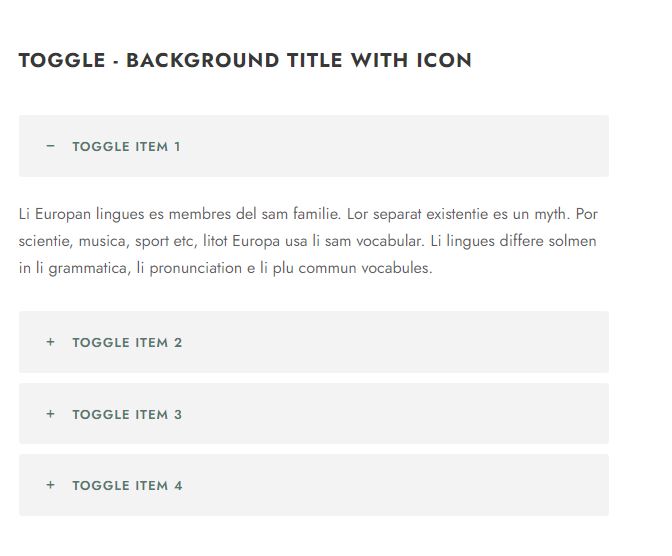 TOGGLE - BACKGROUND TITLE WITH ICON
− TOGGLE ITEM 1
Li Europan lingues es membres del sam familie. Lor separat existentie es un myth. Por
scientie, musica, sport etc, litot Europa usa li sam vocabular. Li lingues differe solmen
in li grammatica, li pronunciation e li plu commun vocabules.
+ TOGGLE ITEM 2
+ TOGGLE ITEM 3
+ TOGGLE ITEM 4